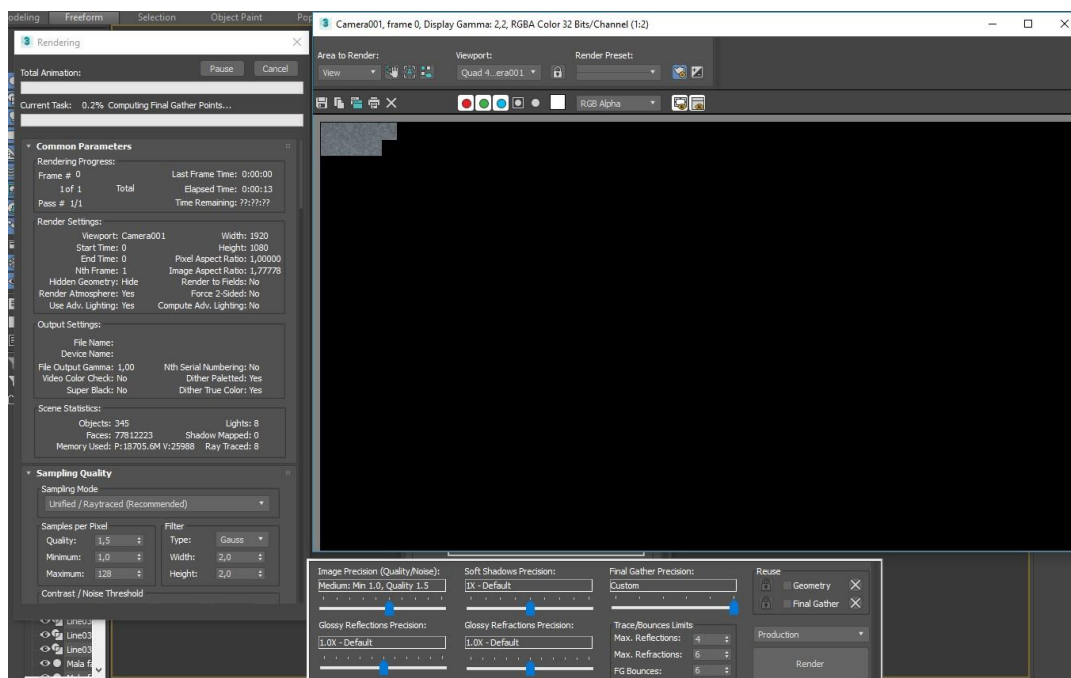 Freeform Selection Object Paint
Rendering
Total Animation: Pause Cancel
Current Task: 0.2% Computing Final Gather Points...
Common Parameters
Rendering Progress:
Frame # 0 Last Frame Time: 0:00:00
1 of 1 Total Elapsed Time: 0:00:13
Pass # 1/1 Time Remaining: ??:??:??
Render Settings:
Viewport: Camera001 Width: 1920
Start Time: 0 Height: 1080
End Time: 0 Pixel Aspect Ratio: 1,00000
Nth Frame: 1 Image Aspect Ratio: 1,77778
Hidden Geometry: Hide Render to Fields: No
Render Atmosphere: Yes Force 2-Sided: No
Use Adv. Lighting: Yes Compute Adv. Lighting: No
Output Settings:
File Name:
Device Name:
File Output Gamma: 1,00 Nth Serial Numbering: No
Video Color Check: No Dither Paletted: Yes
Super Black: No Dither True Color: Yes
Scene Statistics:
Objects: 345 Lights: 8
Faces: 77812223 Shadow Mapped: 0
Memory Used: P:18705.6M V:25988 Ray Traced: 8
Sampling Quality
Sampling Mode
Unified / Raytraced (Recommended)
Samples per Pixel Filter
Quality: 1,5 Type: Gauss
Minimum: 1,0 Width: 2,0
Maximum: 128 Height: 2,0
Contrast / Noise Threshold
Line03
Line03
Line03
Mala
Camera001, frame 0, Display Gamma: 2,2, RGBA Color 32 Bits/Channel (1:2)
Area to Render: Viewport: Render Preset:
View Quad 4...era001
RGB Alpha
Image Precision (Quality/Noise): Soft Shadows Precision: Final Gather Precision: Reuse
Medium: Min 1.0, Quality 1.5 1X - Default Custom Geometry
Final Gather
Glossy Reflections Precision: Glossy Refractions Precision: Trace/Bounces Limits
1.0X - Default 1.0X - Default Max. Reflections: 4 Production
Max. Refractions: 6 Render
FG Bounces: 6